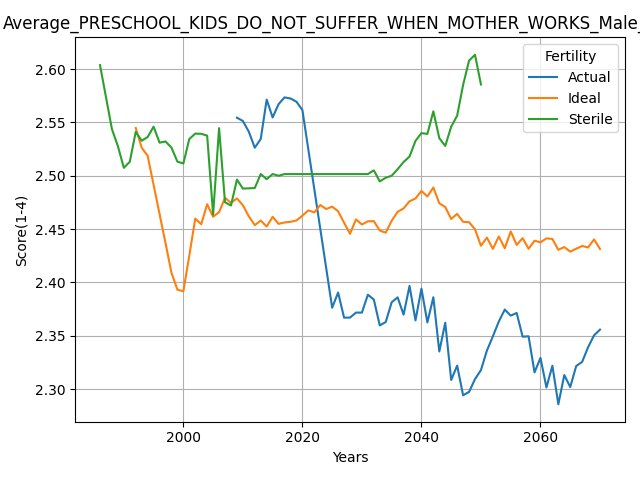 Average_PRESCHOOL_KIDS_DO_NOT_SUFFER_WHEN_MOTHER_WORKS_Male_
Fertility
Actual
Ideal
Sterile
2.60
2.55
2.50
2.45
2.40
2.35
2.30
Score(1-4)
2000 2020 2040 2060
Years